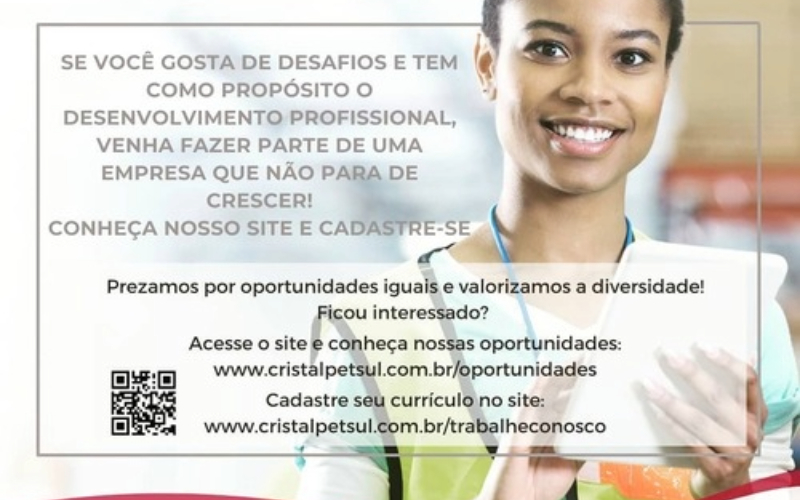 SE VOCÊ GOSTA DE DESAFIOS E TEM
COMO PROPÓSITO O
DESENVOLVIMENTO PROFISSIONAL,
VENHA FAZER PARTE DE UMA
EMPRESA QUE NÃO PARA DE
CRESCER!
CONHEÇA NOSSO SITE E CADASTRE-SE
Prezamos por oportunidades iguais e valorizamos a diversidade!
Ficou interessado?
Acesse o site e conheça nossas oportunidades:
www.cristalpetsul.com.br/oportunidades
Cadastre seu currículo no site:
www.cristalpetsul.com.br/trabalheconosco